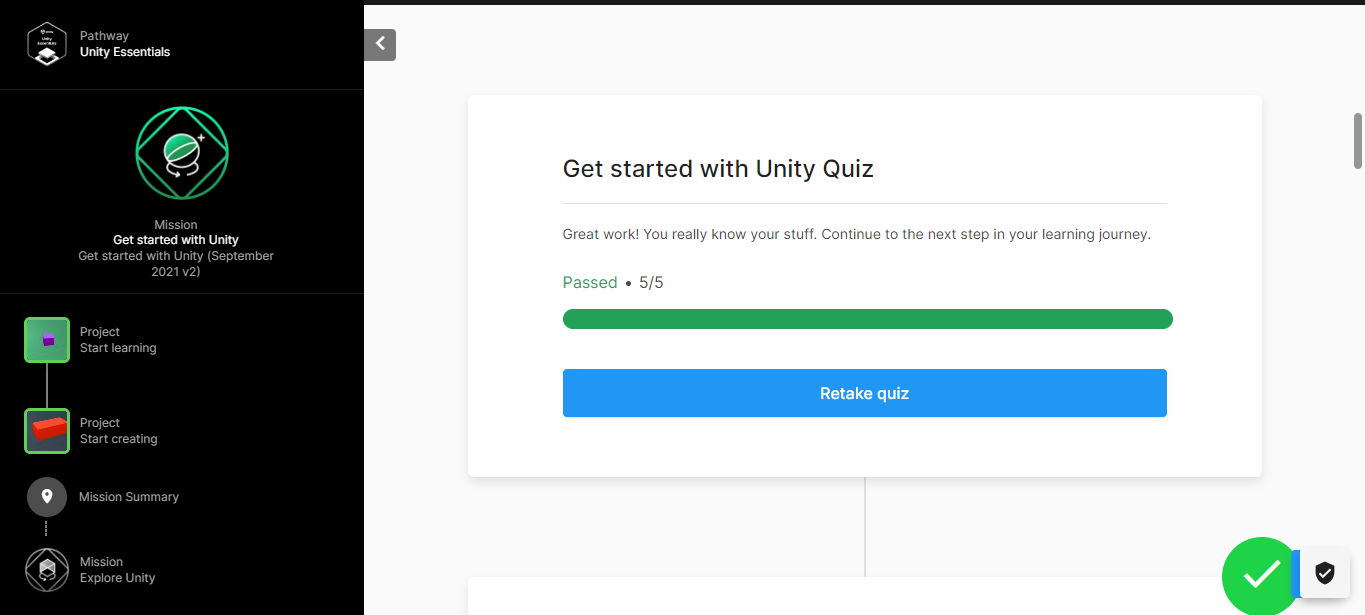 Pathway
Unity Essentials
Mission
Get started with Unity
Get started with Unity (September
2021 v2)
Project
Start learning
Project
Start creating
Mission Summary
Mission
Explore Unity
Get started with Unity Quiz
Great work! You really know your stuff. Continue to the next step in your learning journey.
Passed • 5/5
Retake quiz